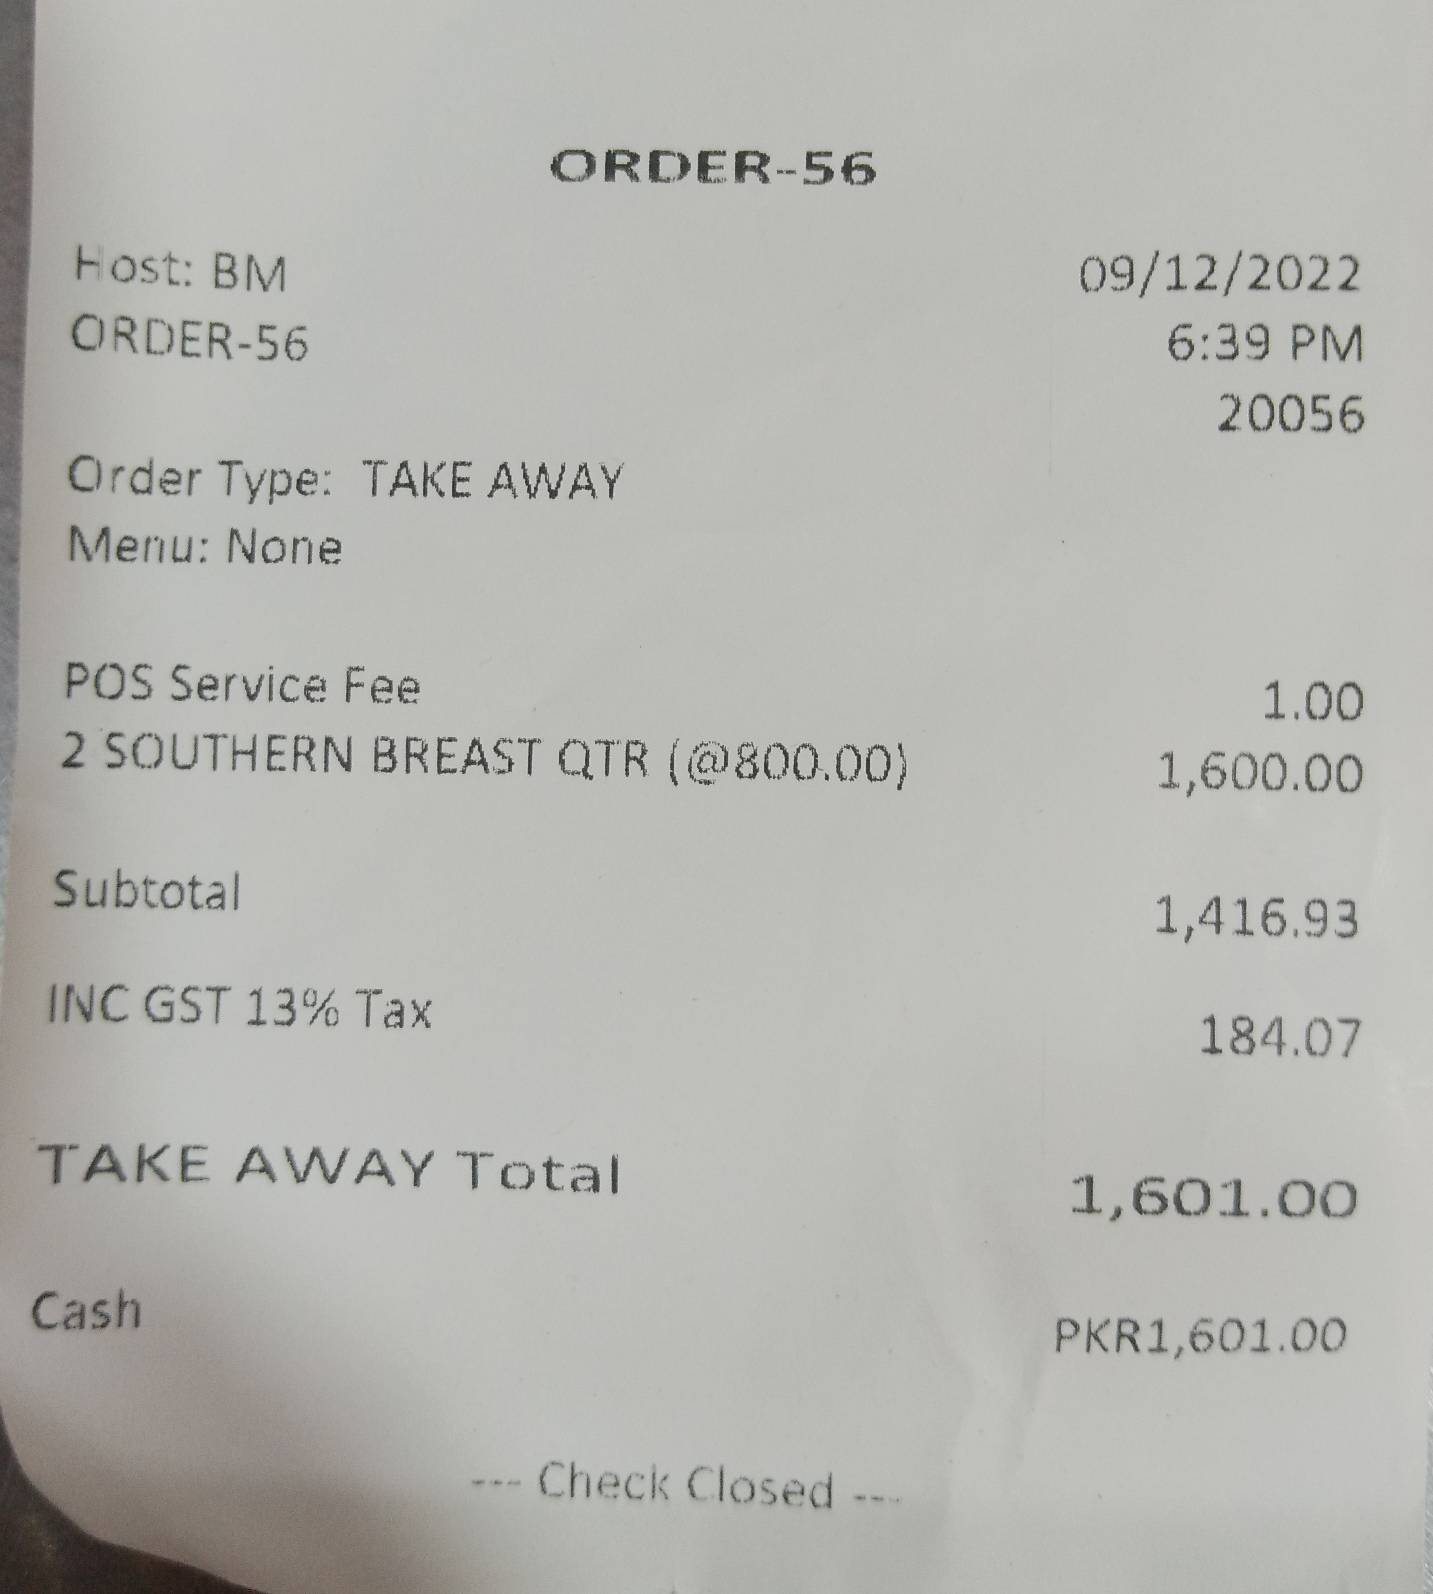 ORDER-56
Host: BM 09/12/2022
ORDER-56 6:39 PM
20056
Order Type: TAKE AWAY
Menu: None
POS Service Fee 1.00
2 SOUTHERN BREAST QTR (@800.00) 1,600.00
Subtotal 1,416.93
INC GST 13% Tax 184.07
TAKE AWAY Total 1,601.00
Cash PKR1,601.00
--- Check Closed ---